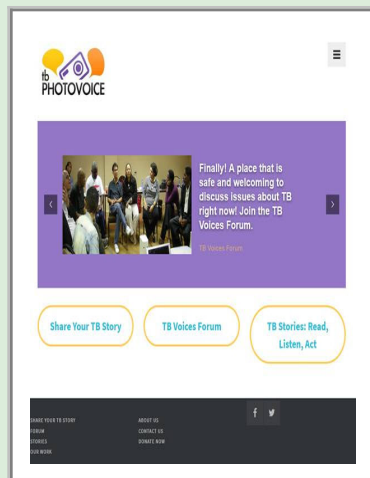 tb
PHOTOVOICE
Finally! A place that is
safe and welcoming to
discuss issues about TB
right now! Join the TB
Voices Forum.
TB Voices Forum
Share Your TB Story
TB Voices Forum
TB Stories: Read,
Listen, Act
SHARE YOUR TB STORY
FORUM
STORIES
OUR WORK
ABOUT US
CONTACT US
DONATE NOW